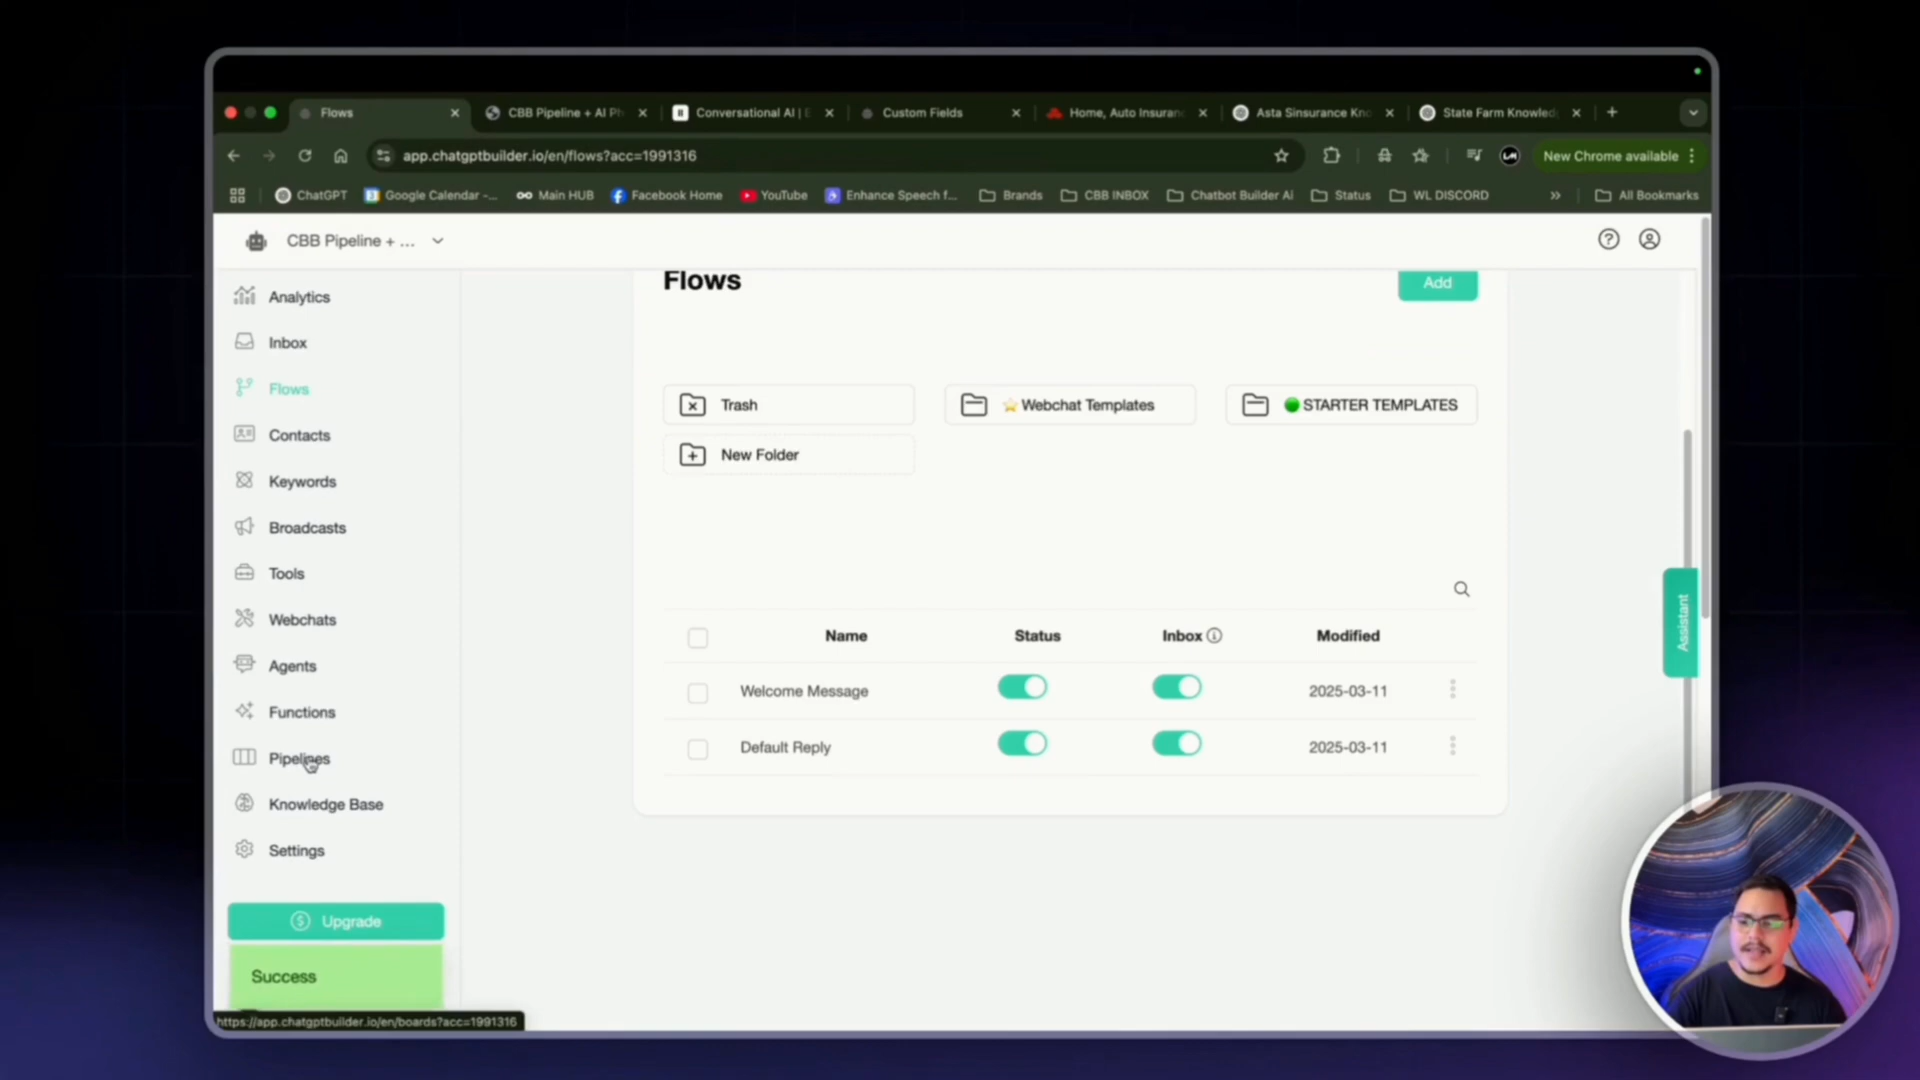 Flows
CBB Pipeline + AI Ph
Conversational AI | E
Custom Fields
Home, Auto Insuran
Asta Sinsurance Kno
State Farm Knowled
app.chatgptbuilder.io/en/flows?acc=1991316
New Chrome available
ChatGPT
Google Calendar -...
Main HUB
Facebook Home
YouTube
Enhance Speech f...
Brands
CBB INBOX
Chatbot Builder AI
Status
WL DISCORD
All Bookmarks
CBB Pipeline + ...
Analytics
Inbox
Flows
Contacts
Keywords
Broadcasts
Tools
Webchats
Agents
Functions
Pipelines
Knowledge Base
Settings
Upgrade
Success
https://app.chatgptbuilder.io/en/boards?acc=1991316
Flows
Add
Trash
Webchat Templates
STARTER TEMPLATES
New Folder
Name Status Inbox Modified
Welcome Message 2025-03-11
Default Reply 2025-03-11
Assistant